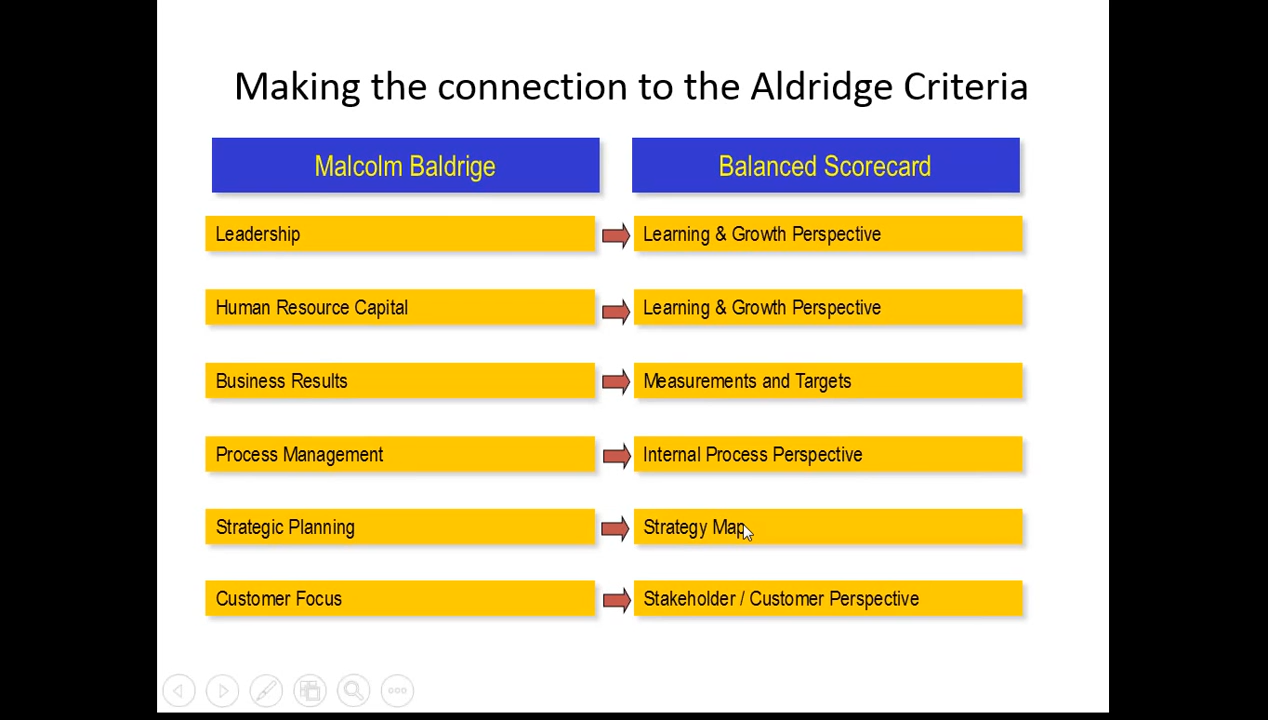 Making the connection to the Aldridge Criteria
Malcolm Baldrige
Balanced Scorecard
Leadership
Learning & Growth Perspective
Human Resource Capital
Learning & Growth Perspective
Business Results
Measurements and Targets
Process Management
Internal Process Perspective
Strategic Planning
Strategy Map
Customer Focus
Stakeholder / Customer Perspective